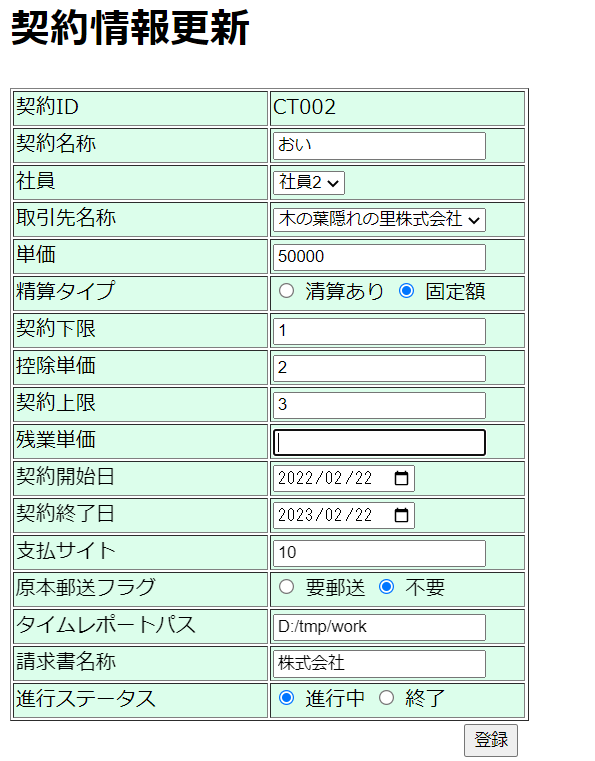 契約情報更新
契約ID CT002
契約名称 おい
社員 社員2
取引先名称 木の葉隠れの里株式会社
単価 50000
精算タイプ 清算あり 固定額
契約下限 1
控除単価 2
契約上限 3
残業単価
契約開始日 2022/02/22
契約終了日 2023/02/22
支払サイト 10
原本郵送フラグ 要郵送 不要
タイムレポートパス D:/tmp/work
請求書名称 株式会社
進行ステータス 進行中 終了
登録